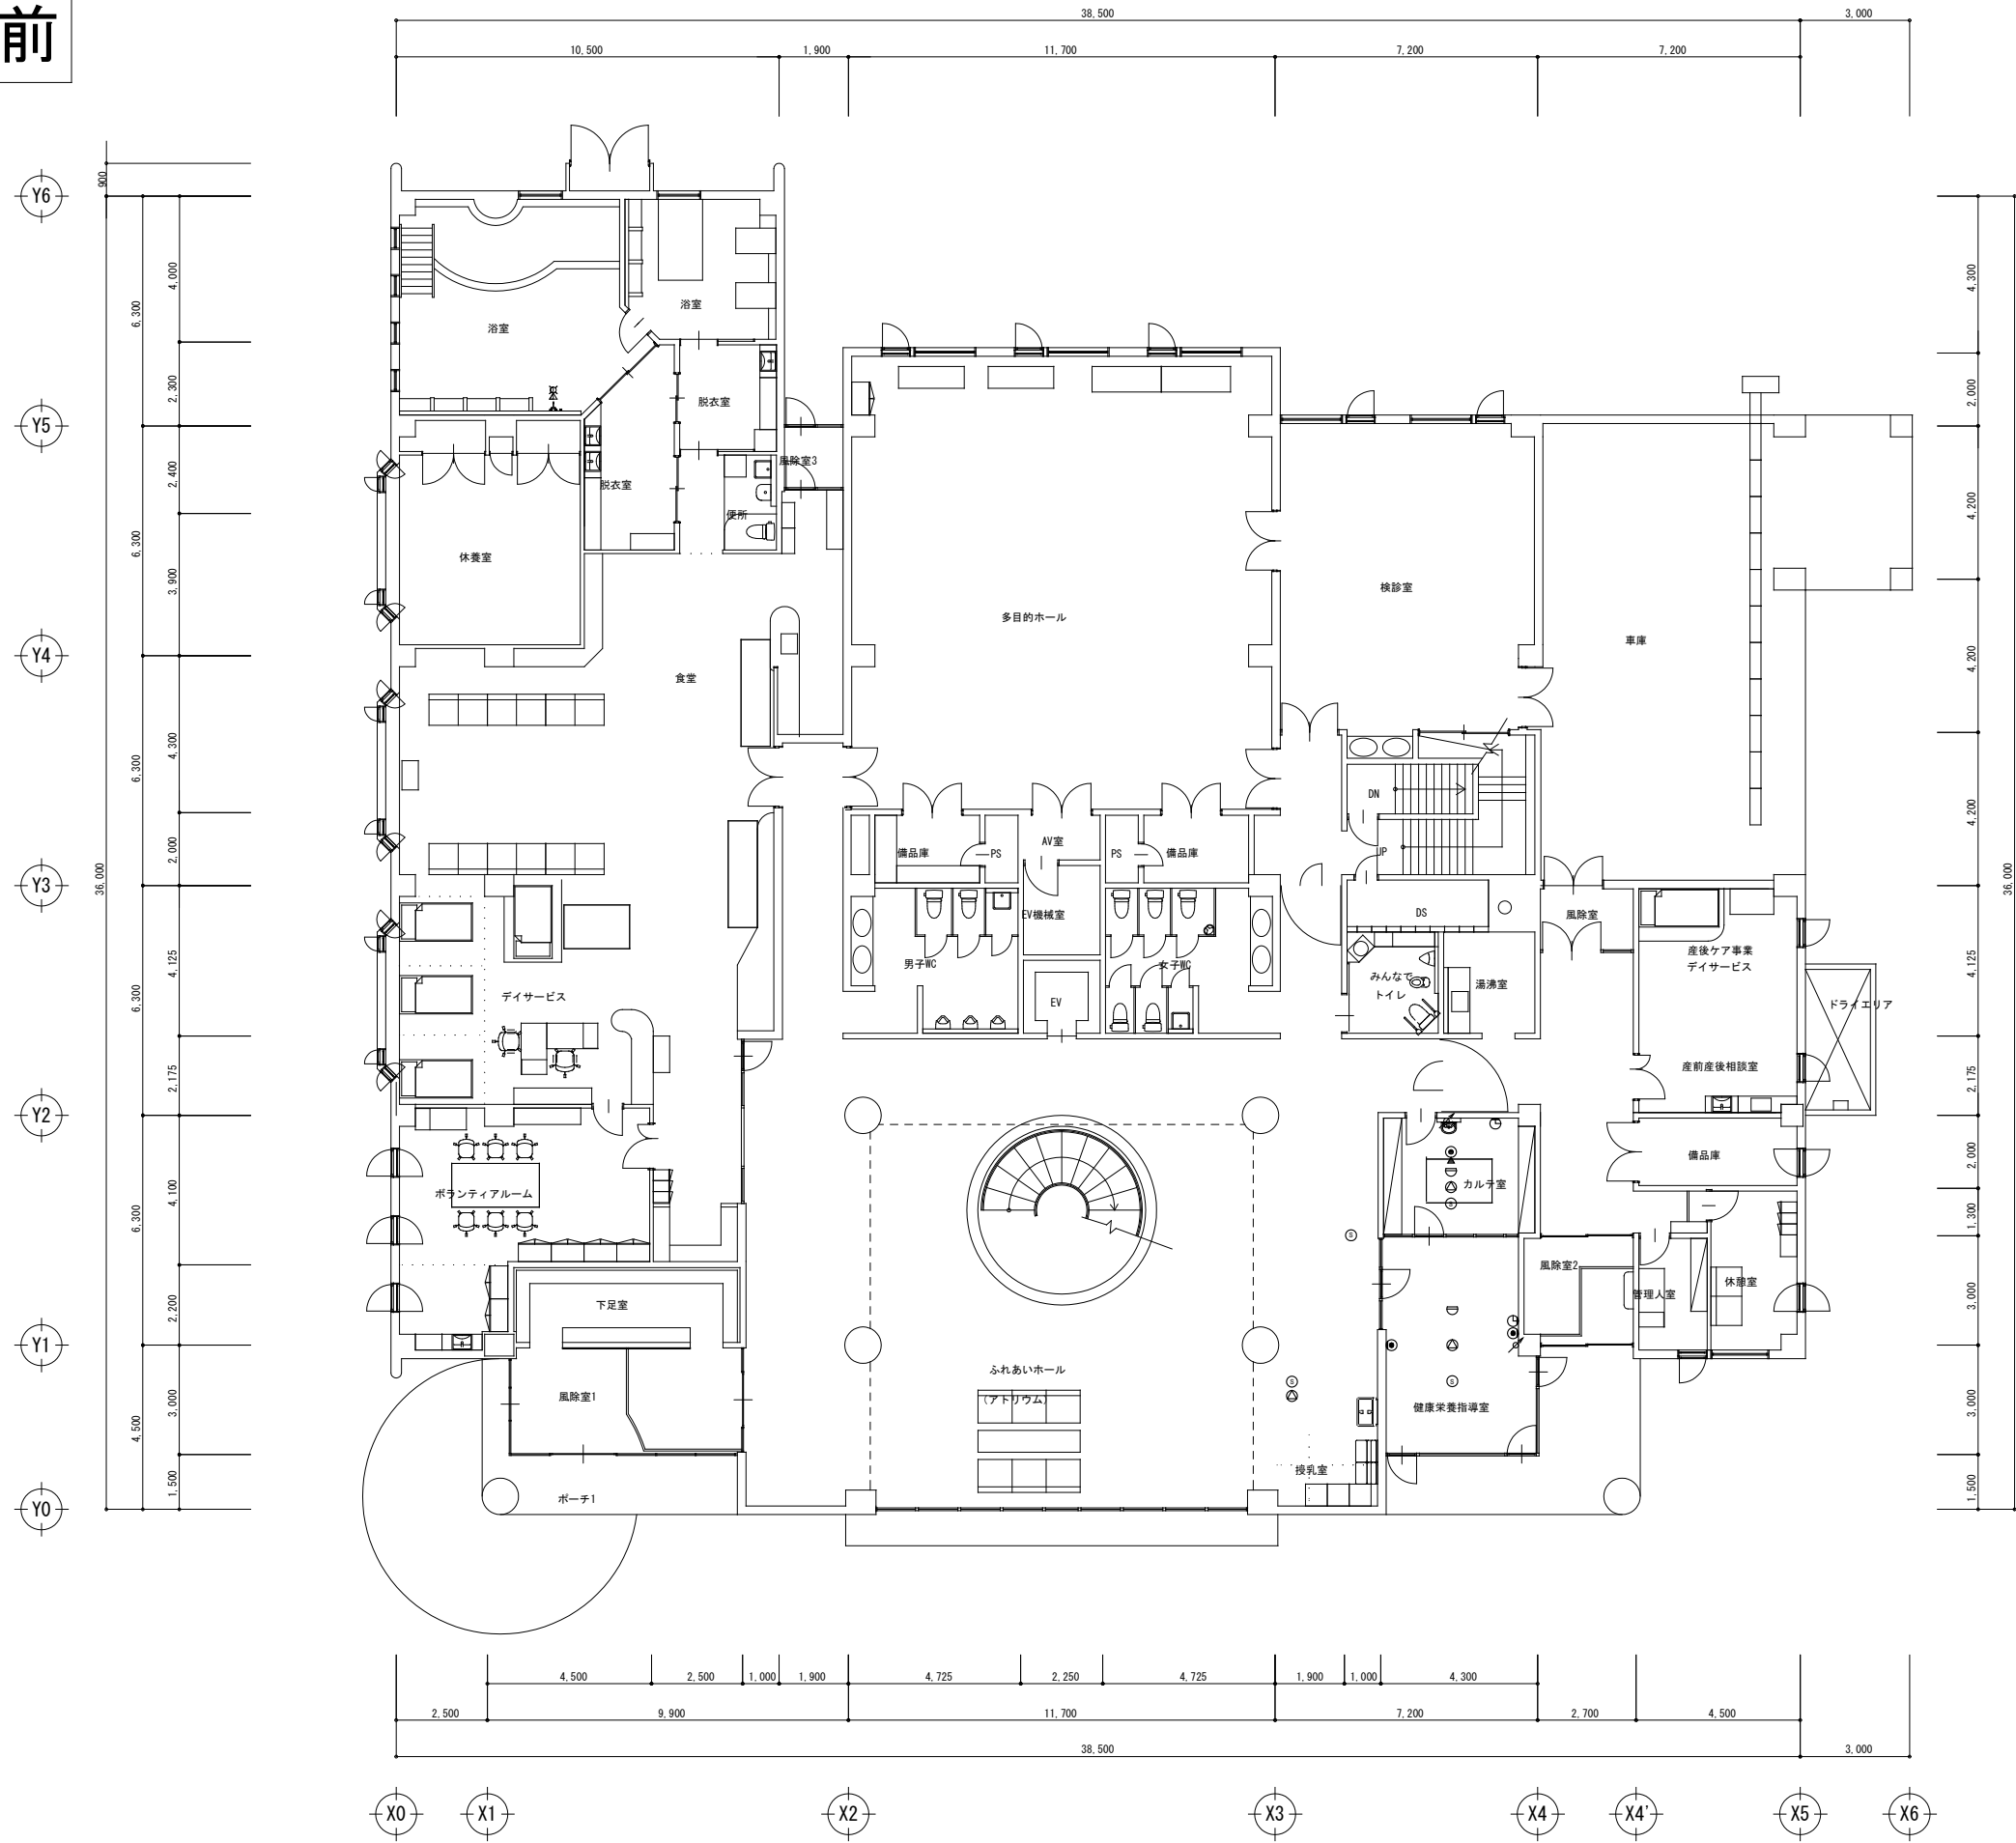 前
38,500
3,000
10,500
1,900
11,700
7,200
7,200
900
Y6
Y5
Y4
Y3
Y2
Y1
Y0
36,000
6,300
6,300
6,300
6,300
6,300
4,500
4,000
2,300
2,400
3,900
4,300
2,000
4,125
2,175
4,100
2,200
3,000
1,500
浴室
浴室
脱衣室
脱衣室
風除室3
便所
休養室
食堂
多目的ホール
検診室
車庫
DN
UP
備品庫
PS
AV室
PS
備品庫
EV機械室
DS
風除室
男子WC
女子WC
EV
みんなで
トイレ
湯沸室
産後ケア事業
デイサービス
ドライエリア
デイサービス
産前産後相談室
ボランティアルーム
カルテ室
備品庫
風除室2
管理人室
休憩室
下足室
風除室1
ふれあいホール
(アトリウム)
健康栄養指導室
授乳室
ポーチ1
S
S
S
S
4,300
2,000
4,200
4,200
4,200
4,125
2,175
2,000
1,300
3,000
3,000
1,500
36,000
4,500
2,500
1,000
1,900
4,725
2,250
4,725
1,900
1,000
4,300
2,500
9,900
11,700
7,200
2,700
4,500
38,500
3,000
X0
X1
X2
X3
X4
X4'
X5
X6